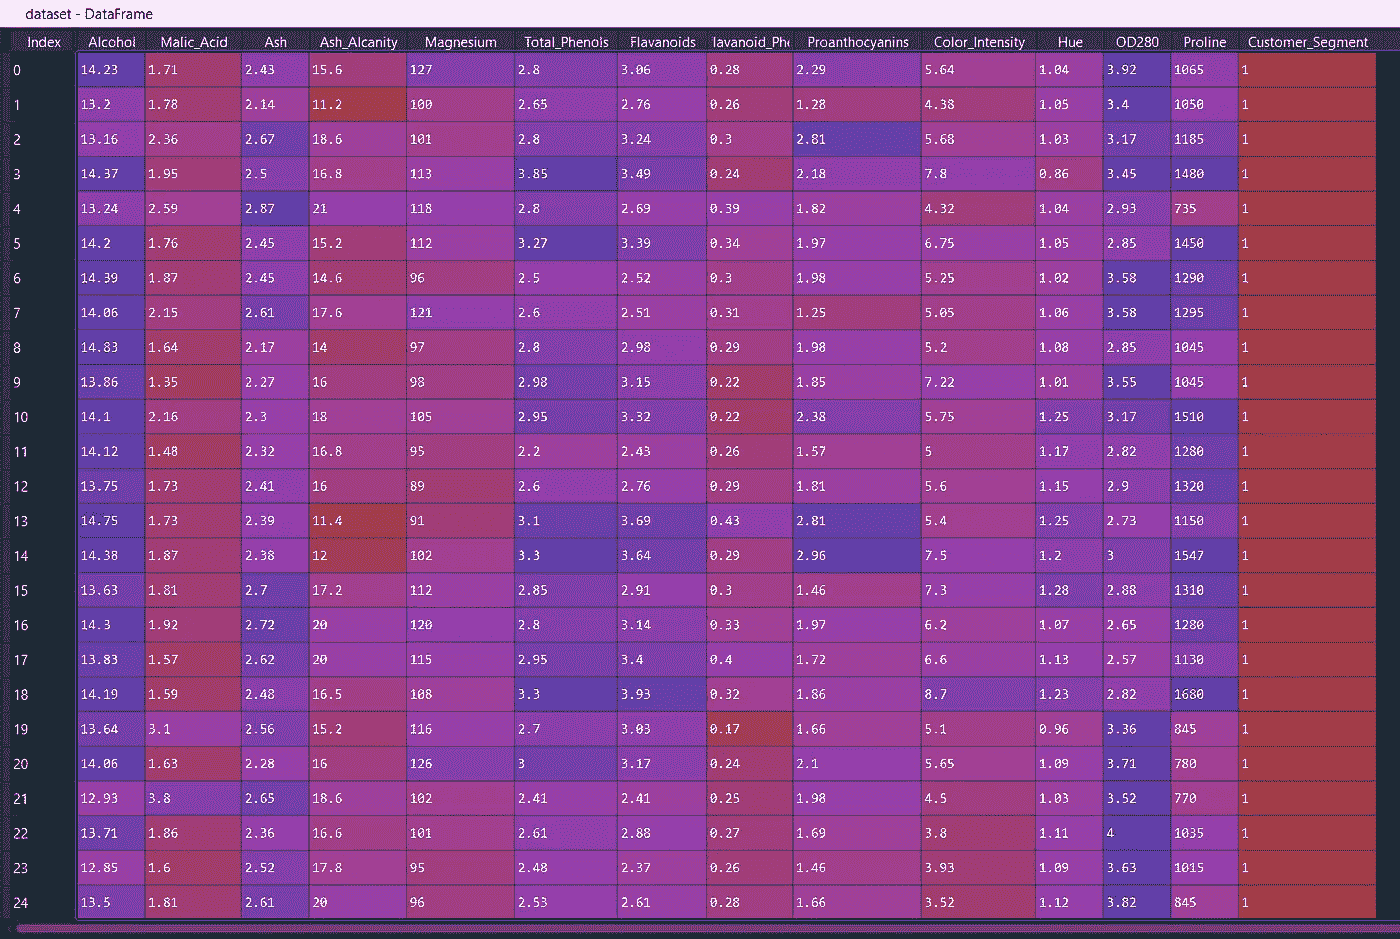 dataset - DataFrame
Index Alcohol Malic_Acid Ash Ash_Alcanity Magnesium Total_Phenols Flavanoids lavanoid_Phe Proanthocyanins Color_Intensity Hue OD280 Proline Customer_Segment
0 14.23 1.71 2.43 15.6 127 2.8 3.06 0.28 2.29 5.64 1.04 3.92 1065 1
1 13.2 1.78 2.14 11.2 100 2.65 2.76 0.26 1.28 4.38 1.05 3.4 1050 1
2 13.16 2.36 2.67 18.6 101 2.8 3.24 0.3 2.81 5.68 1.03 3.17 1185 1
3 14.37 1.95 2.5 16.8 113 3.85 3.49 0.24 2.18 7.8 0.86 3.45 1480 1
4 13.24 2.59 2.87 21 118 2.8 2.69 0.39 1.82 4.32 1.04 2.93 735 1
5 14.2 1.76 2.45 15.2 112 3.27 3.39 0.34 1.97 6.75 1.05 2.85 1450 1
6 14.39 1.87 2.45 14.6 96 2.5 2.52 0.3 1.98 5.25 1.02 3.58 1290 1
7 14.06 2.15 2.61 17.6 121 2.6 2.51 0.31 1.25 5.05 1.06 3.58 1295 1
8 14.83 1.64 2.17 14 97 2.8 2.98 0.29 1.98 5.2 1.08 2.85 1045 1
9 13.86 1.35 2.27 16 98 2.98 3.15 0.22 1.85 7.22 1.01 3.55 1045 1
10 14.1 2.16 2.3 18 105 2.95 3.32 0.22 2.38 5.75 1.25 3.17 1510 1
11 14.12 1.48 2.32 16.8 95 2.2 2.43 0.26 1.57 5 1.17 2.82 1280 1
12 13.75 1.73 2.41 16 89 2.6 2.76 0.29 1.81 5.6 1.15 2.9 1320 1
13 14.75 1.73 2.39 11.4 91 3.1 3.69 0.43 2.81 5.4 1.25 2.73 1150 1
14 14.38 1.87 2.38 12 102 3.3 3.64 0.29 2.96 7.5 1.2 3 1547 1
15 13.63 1.81 2.7 17.2 112 2.85 2.91 0.3 1.46 7.3 1.28 2.88 1310 1
16 14.3 1.92 2.72 20 120 2.8 3.14 0.33 1.97 6.2 1.07 2.65 1280 1
17 13.83 1.57 2.62 20 115 2.95 3.4 0.4 1.72 6.6 1.13 2.57 1130 1
18 14.19 1.59 2.48 16.5 108 3.3 3.93 0.32 1.86 8.7 1.23 2.82 1680 1
19 13.64 3.1 2.56 15.2 116 2.7 3.03 0.17 1.66 5.1 0.96 3.36 845 1
20 14.06 1.63 2.28 16 126 3 3.17 0.24 2.1 5.65 1.09 3.71 780 1
21 12.93 3.8 2.65 18.6 102 2.41 2.41 0.25 1.98 4.5 1.03 3.52 770 1
22 13.71 1.86 2.36 16.6 101 2.61 2.88 0.27 1.69 3.8 1.11 4 1035 1
23 12.85 1.6 2.52 17.8 95 2.48 2.37 0.26 1.46 3.93 1.09 3.63 1015 1
24 13.5 1.81 2.61 20 96 2.53 2.61 0.28 1.66 3.52 1.12 3.82 845 1